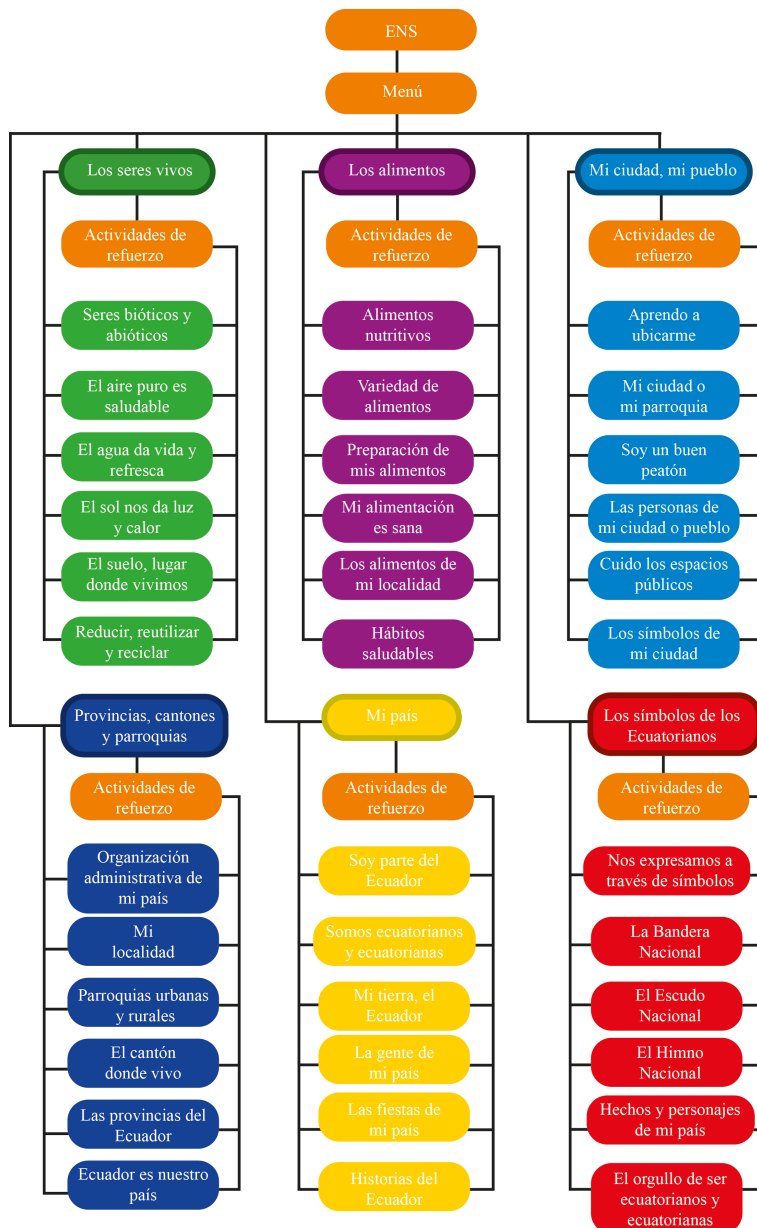 ENS
Menú
Los seres vivos
Actividades de
refuerzo
Seres bióticos y
abióticos
El aire puro es
saludable
El agua da vida y
refresca
El sol nos da luz
y calor
El suelo, lugar
donde vivimos
Reducir, reutilizar
y reciclar
Los alimentos
Actividades de
refuerzo
Alimentos
nutritivos
Variedad de
alimentos
Preparación de
mis alimentos
Mi alimentación
es sana
Los alimentos de
mi localidad
Hábitos
saludables
Mi ciudad, mi pueblo
Actividades de
refuerzo
Aprendo a
ubicarme
Mi ciudad o
mi parroquia
Soy un buen
peatón
Las personas de
mi ciudad o pueblo
Cuido los espacios
públicos
Los símbolos de
mi ciudad
Provincias, cantones
y parroquias
Actividades de
refuerzo
Organización
administrativa de
mi país
Mi
localidad
Parroquias urbanas
y rurales
El cantón
donde vivo
Las provincias del
Ecuador
Ecuador es nuestro
país
Mi país
Actividades de
refuerzo
Soy parte del
Ecuador
Somos ecuatorianos
y ecuatorianas
Mi tierra, el
Ecuador
La gente de
mi país
Las fiestas de
mi país
Historias del
Ecuador
Los símbolos de los
Ecuatorianos
Actividades de
refuerzo
Nos expresamos a
través de símbolos
La Bandera
Nacional
El Escudo
Nacional
El Himno
Nacional
Hechos y personajes
de mi país
El orgullo de ser
ecuatorianos y
ecuatorianas